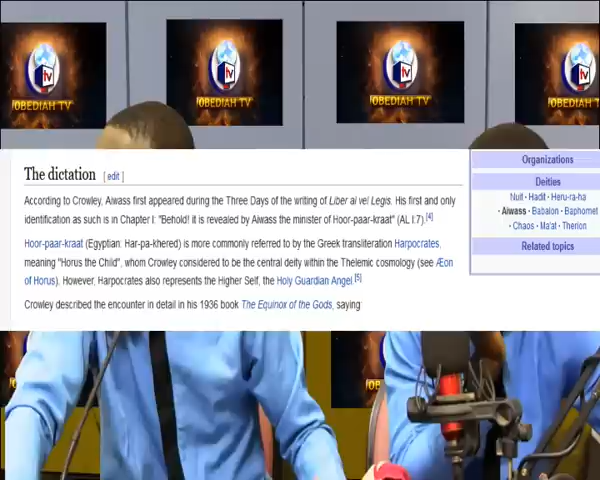 tv tv tv tv
OBEDIAH TV OBEDIAH TV OBEDIAH TV OBEDIAH TV
The dictation [ edit ]
According to Crowley, Aiwass first appeared during the Three Days of the writing of Liber al vel Legis. His first and only
identification as such is in Chapter I: "Behold! it is revealed by Aiwass the minister of Hoor-paar-kraat" (AL I:7).[4]
Hoor-paar-kraat (Egyptian: Har-pa-khered) is more commonly referred to by the Greek transliteration Harpocrates,
meaning "Horus the Child", whom Crowley considered to be the central deity within the Thelemic cosmology (see Æon
of Horus). However, Harpocrates also represents the Higher Self, the Holy Guardian Angel.[5]
Crowley described the encounter in detail in his 1936 book The Equinox of the Gods, saying:
Organizations
Deities
Nuit · Hadit · Heru-ra-ha
· Aiwass · Babalon · Baphomet
· Chaos · Ma'at · Therion
Related topics